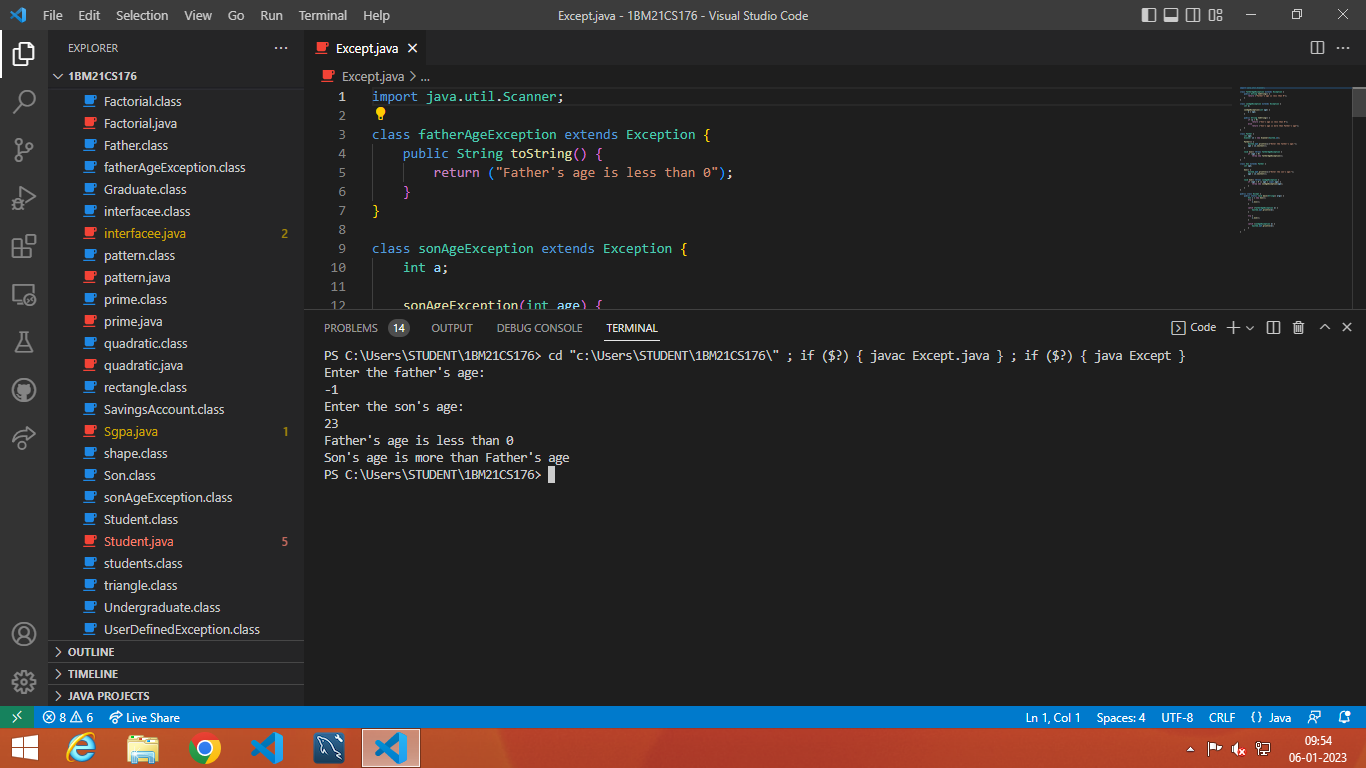 File Edit Selection View Go Run Terminal Help
Except.java - 1BM21CS176 - Visual Studio Code
EXPLORER
1BM21CS176
Factorial.class
Factorial.java
Father.class
fatherAgeException.class
Graduate.class
interfacee.class
interfacee.java 2
pattern.class
pattern.java
prime.class
prime.java
quadratic.class
quadratic.java
rectangle.class
SavingsAccount.class
Sgpa.java 1
shape.class
Son.class
sonAgeException.class
Student.class
Student.java 5
students.class
triangle.class
Undergraduate.class
UserDefinedException.class
OUTLINE
TIMELINE
JAVA PROJECTS
Except.java
Except.java > ...
1 import java.util.Scanner;
2
3 class fatherAgeException extends Exception {
4 public String toString() {
5 return ("Father's age is less than 0");
6 }
7 }
8
9 class sonAgeException extends Exception {
10 int a;
11
12 sonAgeException(int age) {
PROBLEMS 14 OUTPUT DEBUG CONSOLE TERMINAL
Code
PS C:\Users\STUDENT\1BM21CS176> cd "c:\Users\STUDENT\1BM21CS176\" ; if ($?) { javac Except.java } ; if ($?) { java Except }
Enter the father's age:
-1
Enter the son's age:
23
Father's age is less than 0
Son's age is more than Father's age
PS C:\Users\STUDENT\1BM21CS176>
8 6 Live Share
Ln 1, Col 1 Spaces: 4 UTF-8 CRLF {} Java
09:54
06-01-2023